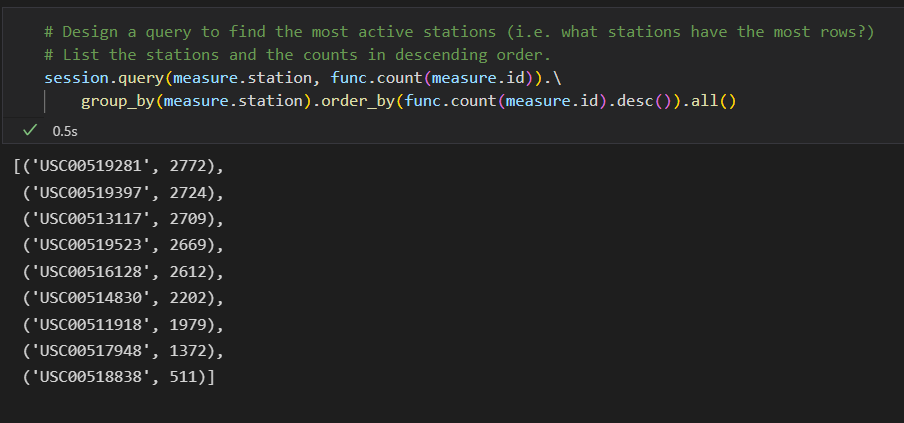 # Design a query to find the most active stations (i.e. what stations have the most rows?)
# List the stations and the counts in descending order.
session.query(measure.station, func.count(measure.id)).\
    group_by(measure.station).order_by(func.count(measure.id).desc()).all()
✓ 0.5s
[('USC00519281', 2772),
 ('USC00519397', 2724),
 ('USC00513117', 2709),
 ('USC00519523', 2669),
 ('USC00516128', 2612),
 ('USC00514830', 2202),
 ('USC00511918', 1979),
 ('USC00517948', 1372),
 ('USC00518838', 511)]